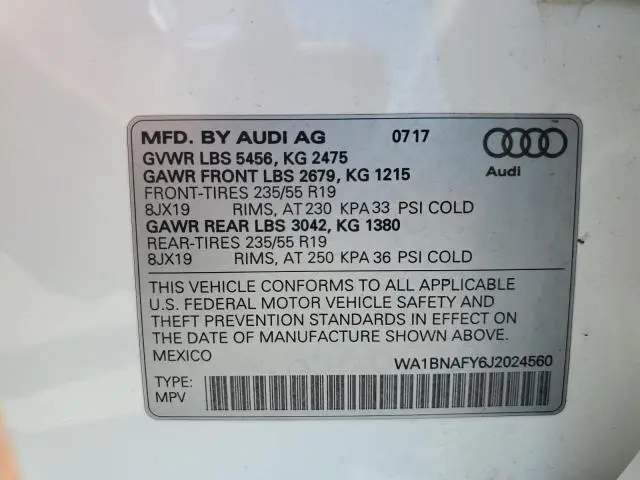 MFD. BY AUDI AG 07 17
GVWR LBS 5456, KG 2475
GAWR FRONT LBS 2679, KG 1215
FRONT-TIRES 235/55 R19
8JX19 RIMS, AT 230 KPA 33 PSI COLD
GAWR REAR LBS 3042, KG 1380
REAR-TIRES 235/55 R19
8JX19 RIMS, AT 250 KPA 36 PSI COLD
Audi
THIS VEHICLE CONFORMS TO ALL APPLICABLE
U.S. FEDERAL MOTOR VEHICLE SAFETY AND
THEFT PREVENTION STANDARDS IN EFFECT ON
THE DATE OF MANUFACTURE SHOWN ABOVE.
MEXICO WA1BNAFY6J2024560
TYPE:
MPV